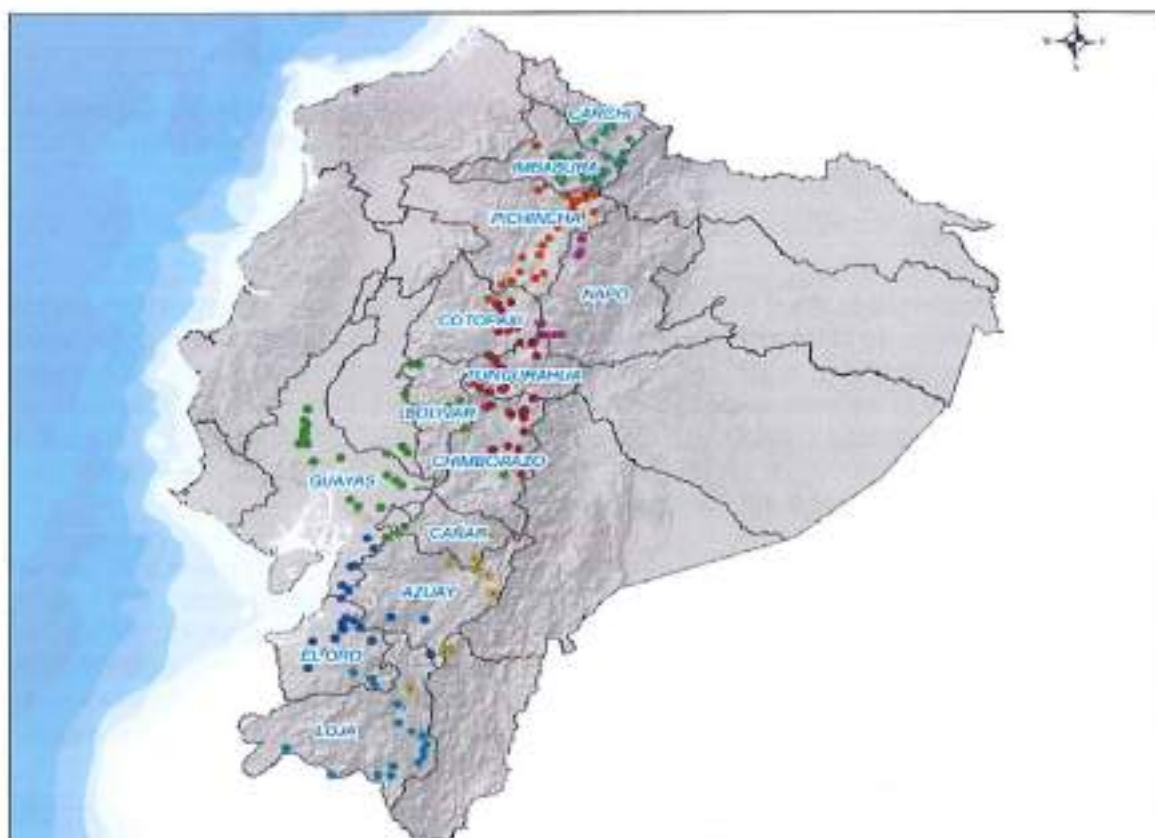 CARCHI
IMBABURA
PICHINCHA
NAPO
COTOPAXI
TUNGURAHUA
BOLIVAR
CHIMBORAZO
GUAYAS
CAÑAR
AZUAY
EL ORO
LOJA